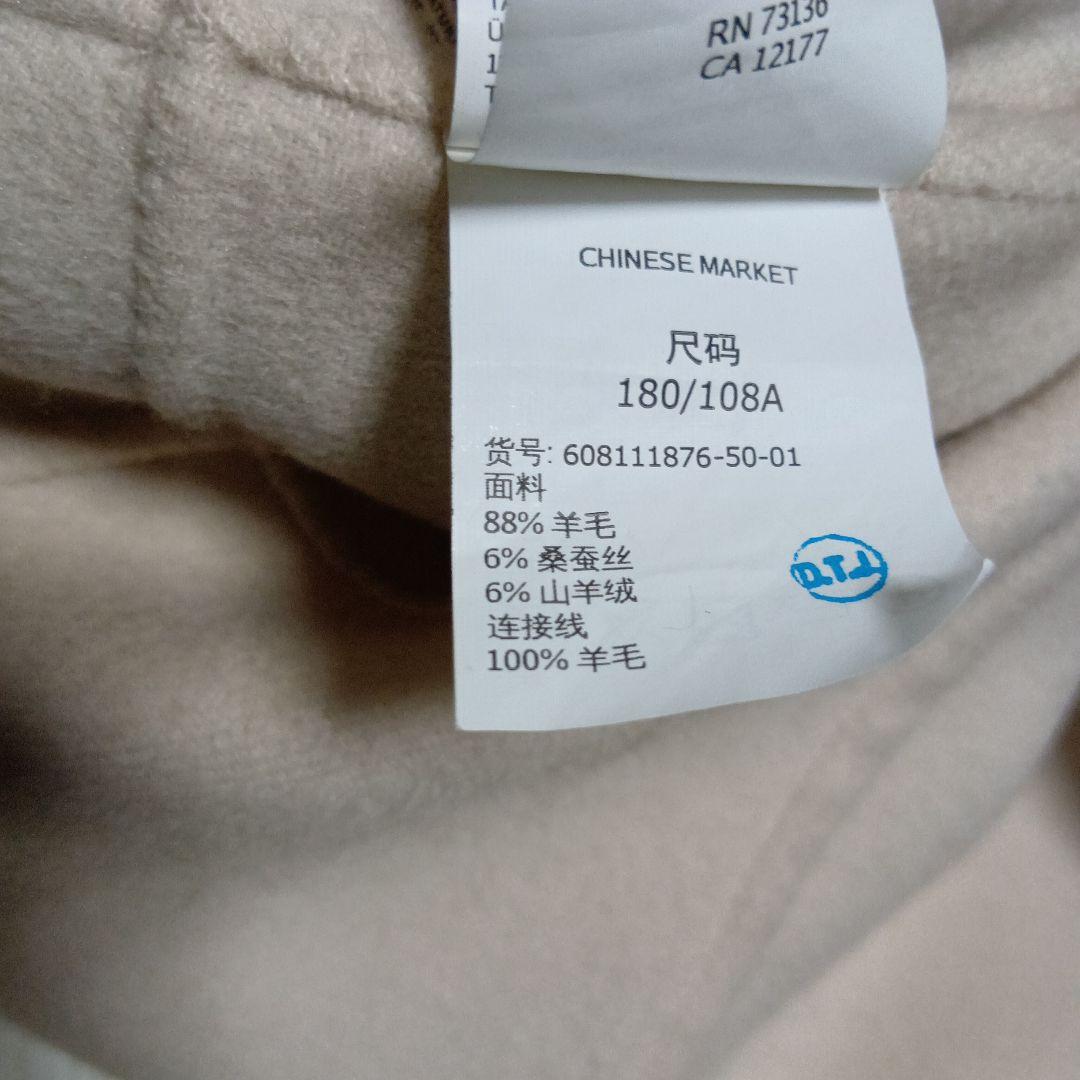 RN 73136
CA 12177
CHINESE MARKET
尺码
180/108A
货号: 608111876-50-01
面料
88% 羊毛
6% 桑蚕丝
6% 山羊绒
连接线
100% 羊毛
D.T.J.